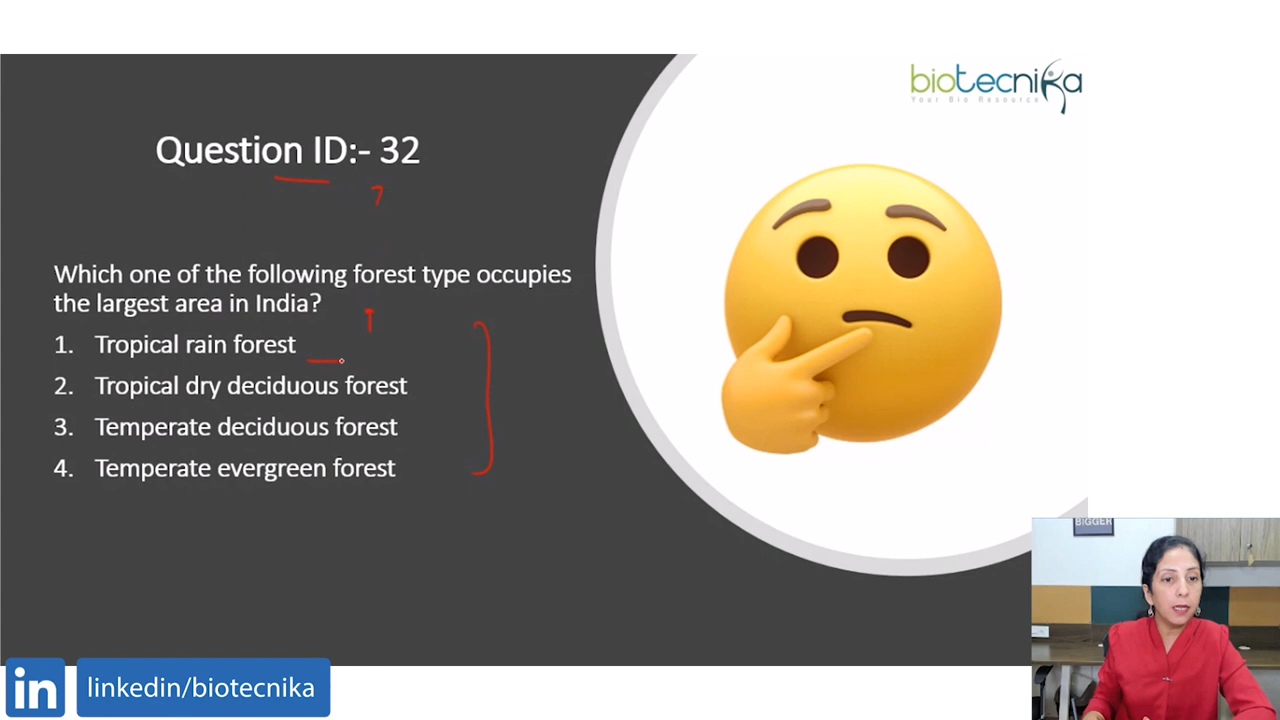 biotecnika
Your Bio Resource
Question ID:- 32
7
Which one of the following forest type occupies
the largest area in India?
1. Tropical rain forest
2. Tropical dry deciduous forest
3. Temperate deciduous forest
4. Temperate evergreen forest
BIGGER
in linkedin/biotecnika